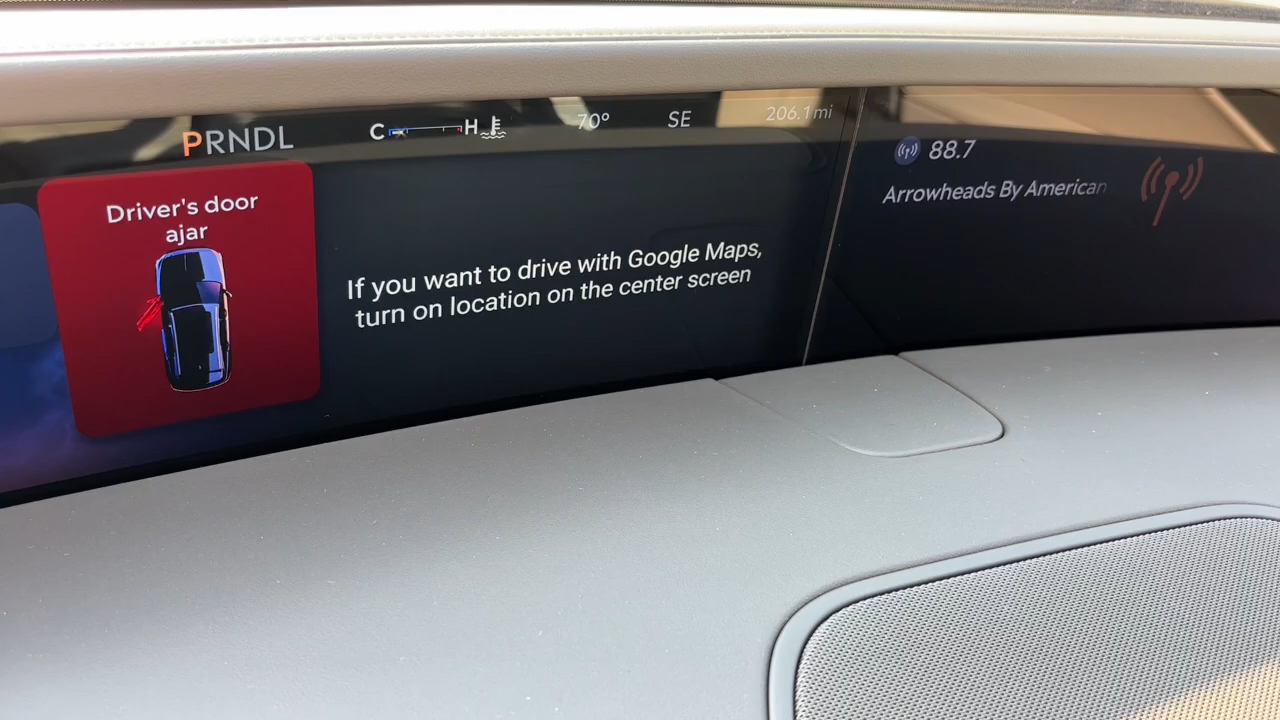 PRNDL
C H
70°
SE
206.1 mi
Driver's door
ajar
If you want to drive with Google Maps,
turn on location on the center screen
88.7
Arrowheads By American